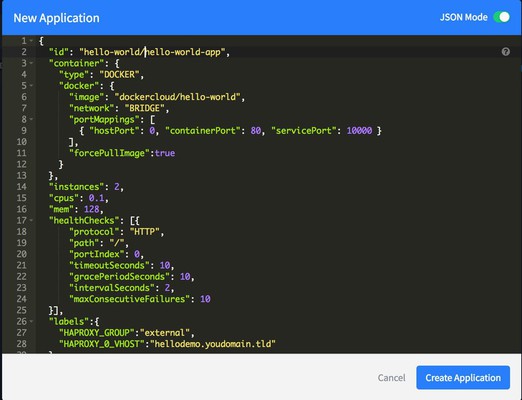 New Application
JSON Mode
1 {
2 "id": "hello-world/hello-world-app",
3 "container": {
4 "type": "DOCKER",
5 "docker": {
6 "image": "dockercloud/hello-world",
7 "network": "BRIDGE",
8 "portMappings": [
9 { "hostPort": 0, "containerPort": 80, "servicePort": 10000 }
10 ],
11 "forcePullImage":true
12 }
13 },
14 "instances": 2,
15 "cpus": 0.1,
16 "mem": 128,
17 "healthChecks": [{
18 "protocol": "HTTP",
19 "path": "/",
20 "portIndex": 0,
21 "timeoutSeconds": 10,
22 "gracePeriodSeconds": 10,
23 "intervalSeconds": 2,
24 "maxConsecutiveFailures": 10
25 }],
26 "labels":{
27 "HAPROXY_GROUP":"external",
28 "HAPROXY_0_VHOST":"hellodemo.youdomain.tld"
Cancel
Create Application